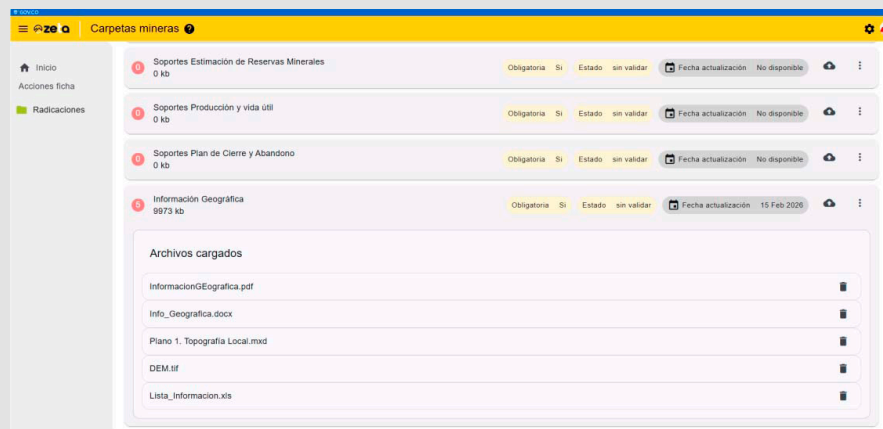 GOV.CO
zela
Carpetas mineras
Inicio
Acciones ficha
Radicaciones
0 Soportes Estimación de Reservas Minerales
0 kb
Obligatoria Si Estado sin validar Fecha actualización No disponible
0 Soportes Producción y vida útil
0 kb
Obligatoria Si Estado sin validar Fecha actualización No disponible
0 Soportes Plan de Cierre y Abandono
0 kb
Obligatoria Si Estado sin validar Fecha actualización No disponible
5 Información Geográfica
9973 kb
Obligatoria Si Estado sin validar Fecha actualización 15 Feb 2026
Archivos cargados
InformacionGEografica.pdf
Info_Geografica.docx
Plano 1. Topografía Local.mxd
DEM.tif
Lista_Informacion.xls